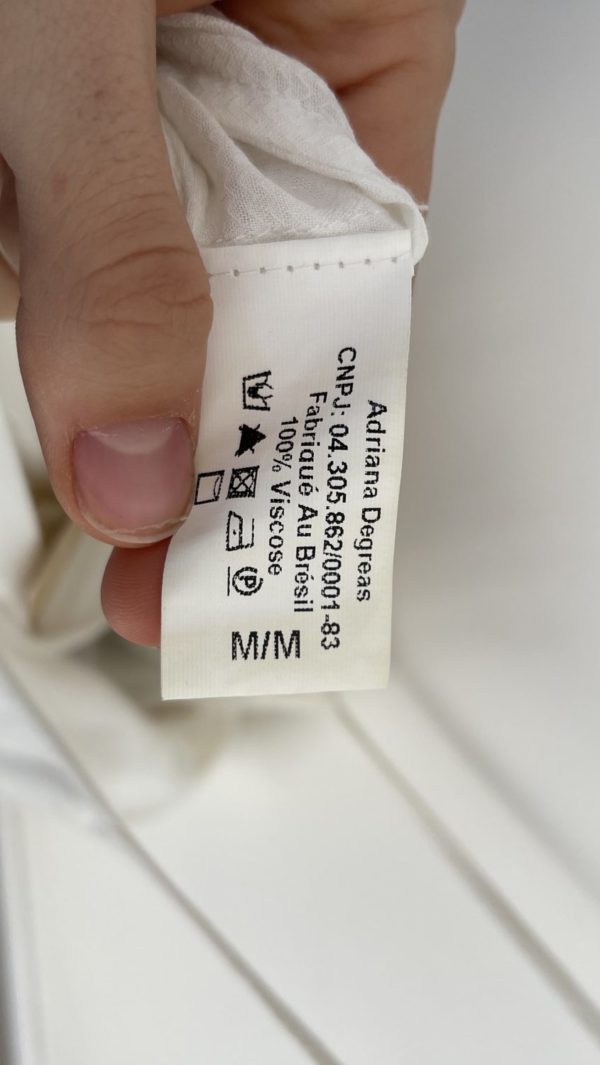 Adriana Degreas
CNPJ: 04.305.862/0001-83
Fabriqué Au Brésil
100% Viscose
P
M/M